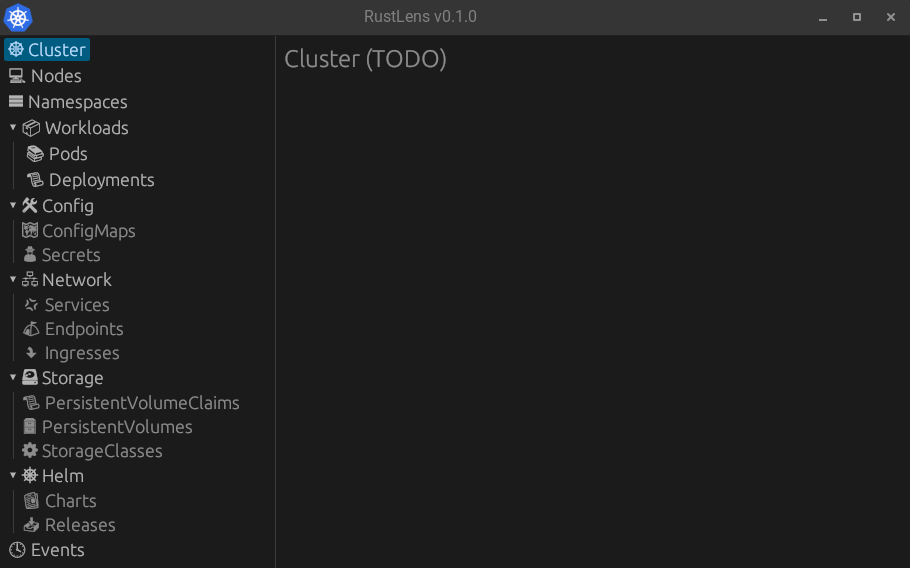 RustLens v0.1.0
Cluster
Nodes
Namespaces
Workloads
Pods
Deployments
Config
ConfigMaps
Secrets
Network
Services
Endpoints
Ingresses
Storage
PersistentVolumeClaims
PersistentVolumes
StorageClasses
Helm
Charts
Releases
Events
Cluster (TODO)